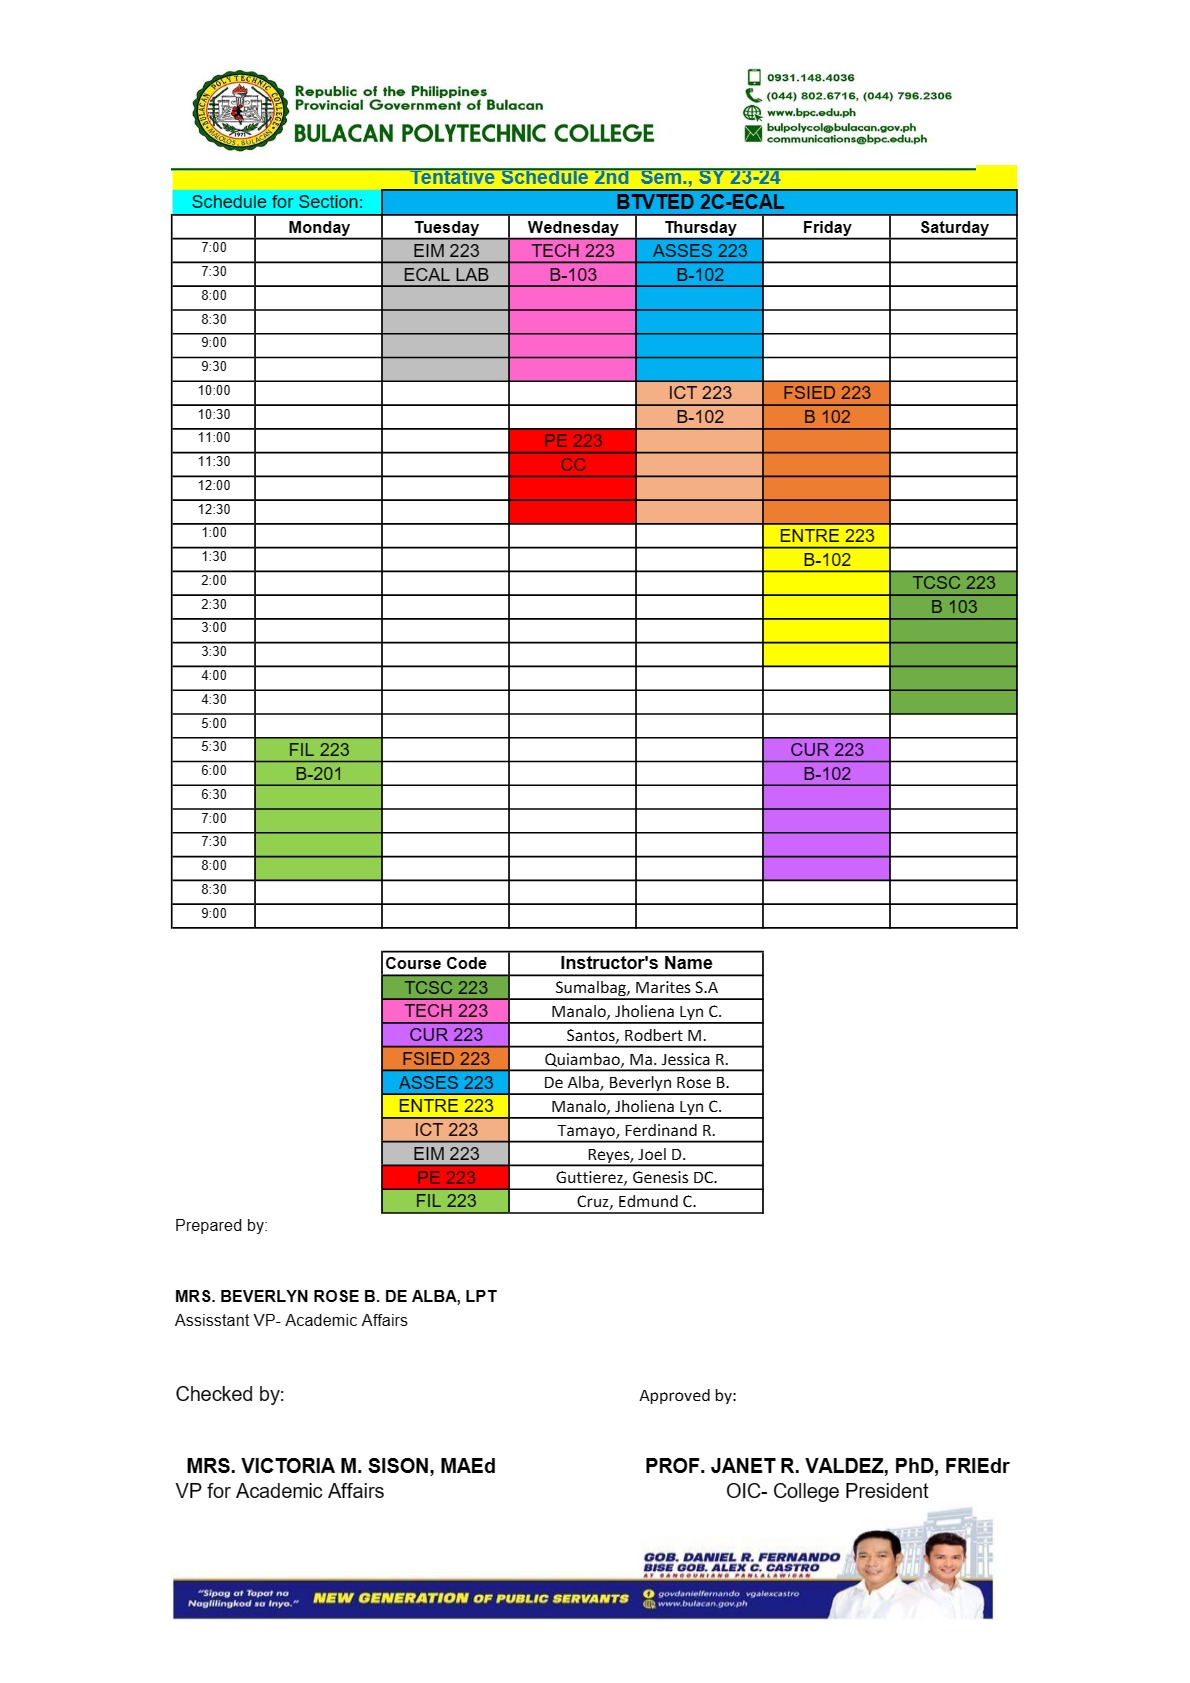 BULACAN POLYTECHNIC COLLEGE
1971
MALOLOS, BULACAN
Republic of the Philippines
Provincial Government of Bulacan
BULACAN POLYTECHNIC COLLEGE
0931.148.4036
(044) 802.6716, (044) 796.2306
www.bpc.edu.ph
bulpolycol@bulacan.gov.ph
communications@bpc.edu.ph
Tentative Schedule 2nd Sem., SY 23-24
Schedule for Section: BTVTED 2C-ECAL
Monday Tuesday Wednesday Thursday Friday Saturday
7:00 EIM 223 TECH 223 ASSES 223
7:30 ECAL LAB B-103 B-102
8:00
8:30
9:00
9:30
10:00 ICT 223 FSIED 223
10:30 B-102 B 102
11:00 PE 223
11:30 CC
12:00
12:30
1:00 ENTRE 223
1:30 B-102
2:00 TCSC 223
2:30 B 103
3:00
3:30
4:00
4:30
5:00
5:30 FIL 223 CUR 223
6:00 B-201 B-102
6:30
7:00
7:30
8:00
8:30
9:00
Course Code Instructor's Name
TCSC 223 Sumalbag, Marites S.A
TECH 223 Manalo, Jholiena Lyn C.
CUR 223 Santos, Rodbert M.
FSIED 223 Quiambao, Ma. Jessica R.
ASSES 223 De Alba, Beverlyn Rose B.
ENTRE 223 Manalo, Jholiena Lyn C.
ICT 223 Tamayo, Ferdinand R.
EIM 223 Reyes, Joel D.
PE 223 Guttierez, Genesis DC.
FIL 223 Cruz, Edmund C.
Prepared by:
MRS. BEVERLYN ROSE B. DE ALBA, LPT
Assisstant VP- Academic Affairs
Checked by: Approved by:
MRS. VICTORIA M. SISON, MAEd PROF. JANET R. VALDEZ, PhD, FRIEdr
VP for Academic Affairs OIC- College President
GOB. DANIEL R. FERNANDO
BISE GOB. ALEX C. CASTRO
AT SANGGUNIANG PANLALAWIGAN
"Sipag at Tapat na
Naglilingkod sa Inyo."
NEW GENERATION OF PUBLIC SERVANTS
govdanielfernando vgalexcastro
www.bulacan.gov.ph